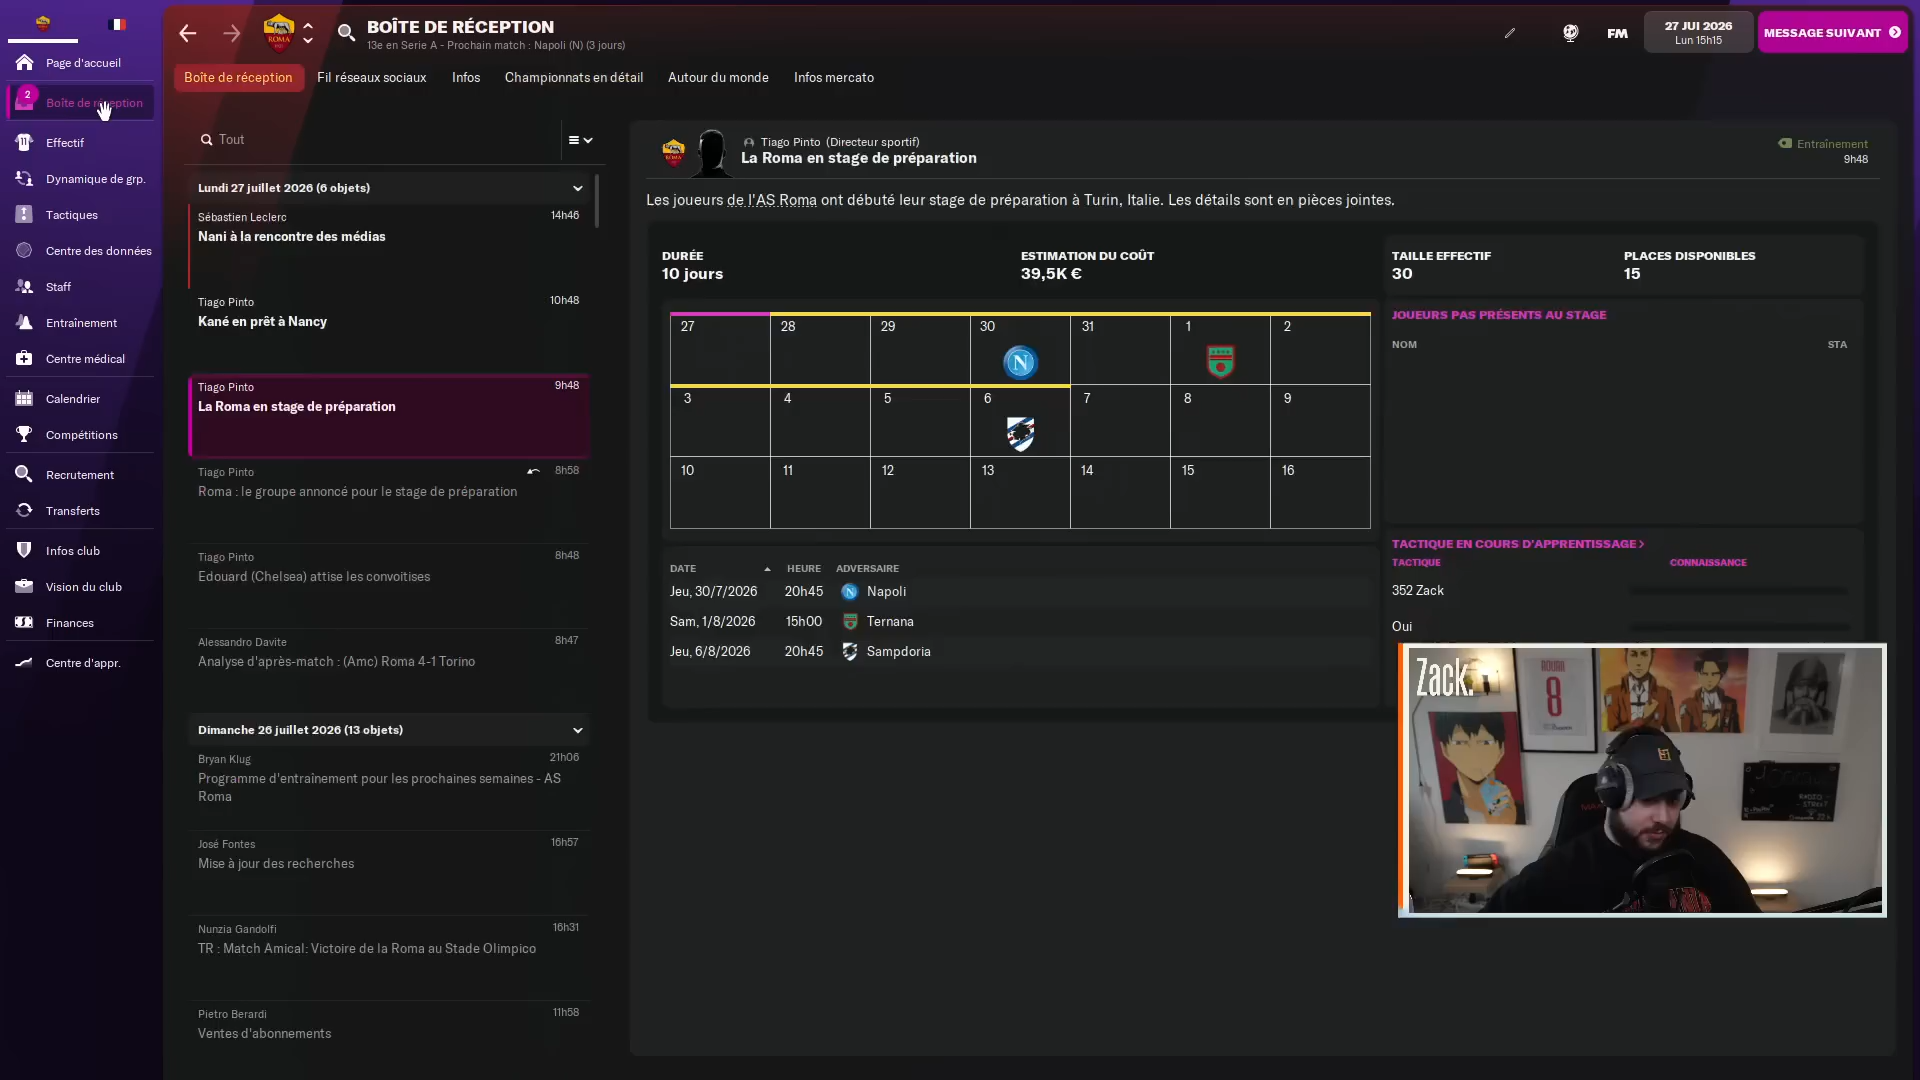 BOÎTE DE RÉCEPTION
13e en Serie A - Prochain match : Napoli (N) (3 jours)
FM
27 JUI 2026
Lun 15h15
MESSAGE SUIVANT
Page d'accueil
2
Boîte de réception
Effectif
Dynamique de grp.
Tactiques
Centre des données
Staff
Entraînement
Centre médical
Calendrier
Compétitions
Recrutement
Transferts
Infos club
Vision du club
Finances
Centre d'appr.
Boîte de réception
Fil réseaux sociaux
Infos
Championnats en détail
Autour du monde
Infos mercato
Tout
Lundi 27 juillet 2026 (6 objets)
Sébastien Leclerc
14h46
Nani à la rencontre des médias
Tiago Pinto
10h48
Kané en prêt à Nancy
Tiago Pinto
9h48
La Roma en stage de préparation
Tiago Pinto
8h58
Roma : le groupe annoncé pour le stage de préparation
Tiago Pinto
8h48
Edouard (Chelsea) attise les convoitises
Alessandro Davite
8h47
Analyse d'après-match : (Amc) Roma 4-1 Torino
Dimanche 26 juillet 2026 (13 objets)
Bryan Klug
21h06
Programme d'entrainement pour les prochaines semaines - AS
Roma
José Fontes
16h57
Mise à jour des recherches
Nunzia Gandolfi
16h31
TR : Match Amical: Victoire de la Roma au Stade Olimpico
Pietro Berardi
11h58
Ventes d'abonnements
Tiago Pinto (Directeur sportif)
La Roma en stage de préparation
Entraînement
9h48
Les joueurs de l'AS Roma ont débuté leur stage de préparation à Turin, Italie. Les détails sont en pièces jointes.
DURÉE
10 jours
ESTIMATION DU COÛT
39,5K €
TAILLE EFFECTIF
30
PLACES DISPONIBLES
15
27 28 29 30 31 1 2
3 4 5 6 7 8 9
10 11 12 13 14 15 16
JOUEURS PAS PRÉSENTS AU STAGE
NOM
STA
DATE HEURE ADVERSAIRE
Jeu, 30/7/2026 20h45 Napoli
Sam, 1/8/2026 15h00 Ternana
Jeu, 6/8/2026 20h45 Sampdoria
TACTIQUE EN COURS D'APPRENTISSAGE >
TACTIQUE
CONNAISSANCE
352 Zack
Oui
Zack.
8